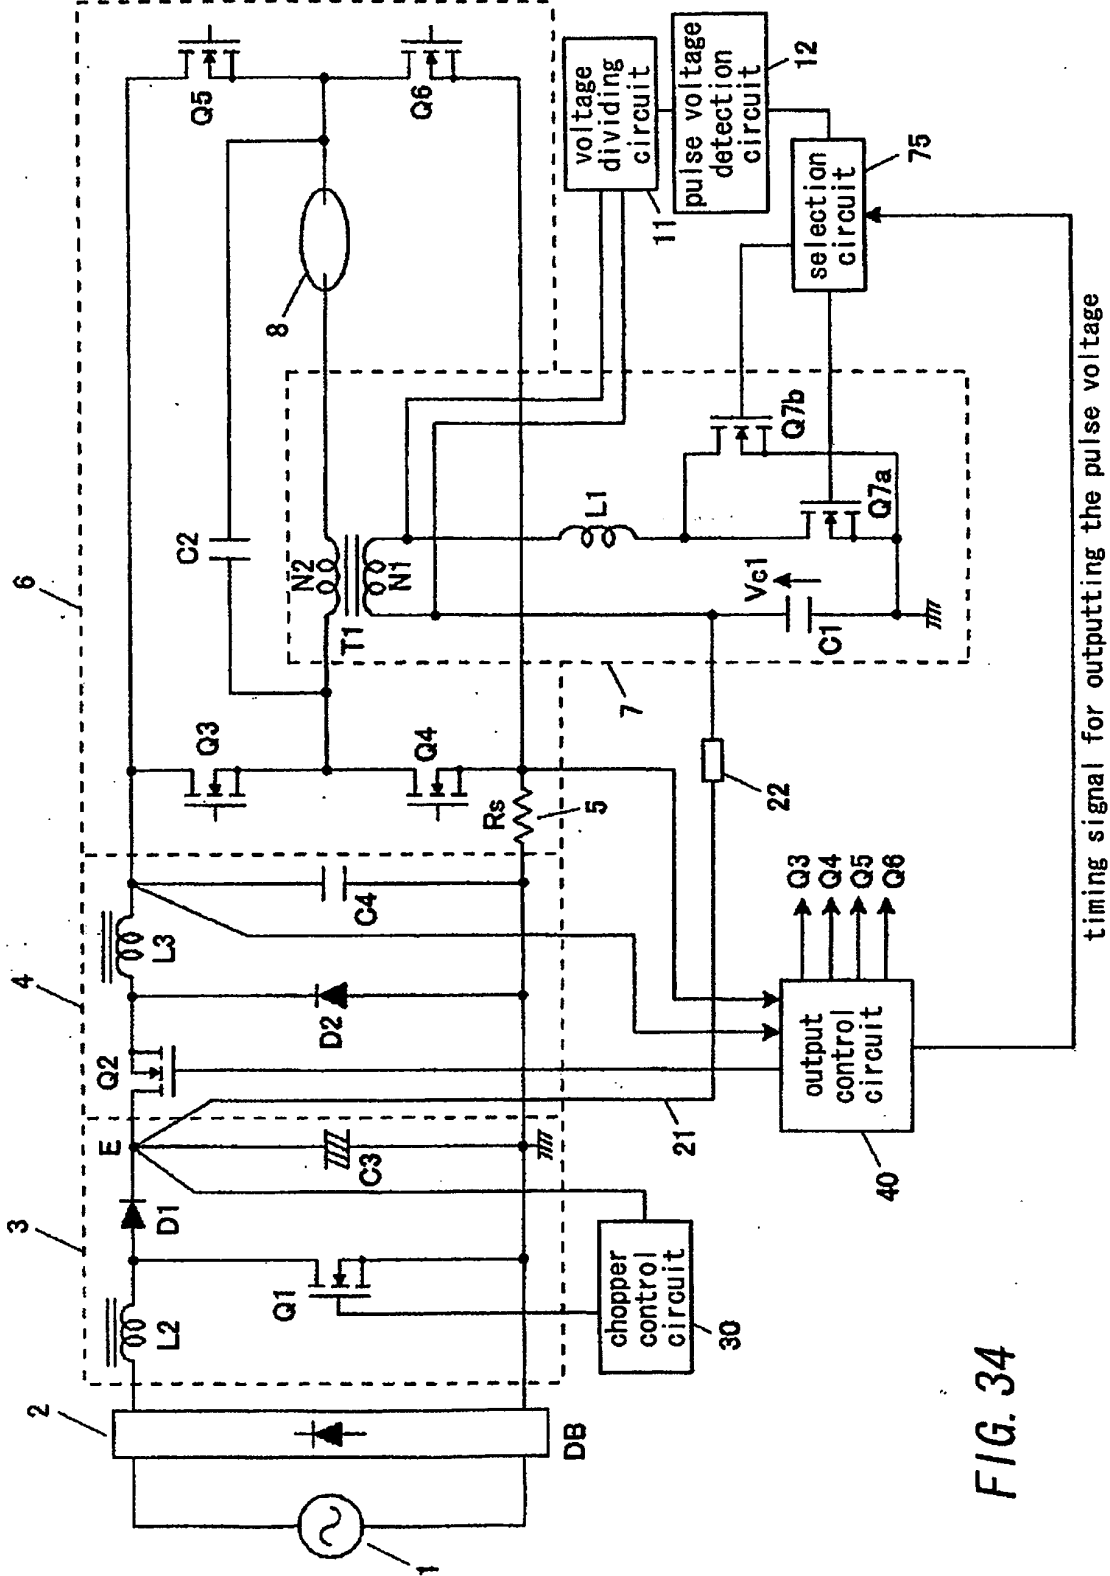 6
4
3
2
1
DB
L2
Q1
D1
E
C3
Q2
D2
L3
C4
Rs
5
Q3
Q4
C2
8
Q5
Q6
T1
N2
N1
L1
Vc1
C1
Q7a
Q7b
7
22
21
chopper
control
circuit
30
output
control
circuit
40
Q3
Q4
Q5
Q6
voltage
dividing
circuit
11
pulse voltage
detection
circuit
12
selection
circuit
75
timing signal for outputting the pulse voltage
FIG. 34